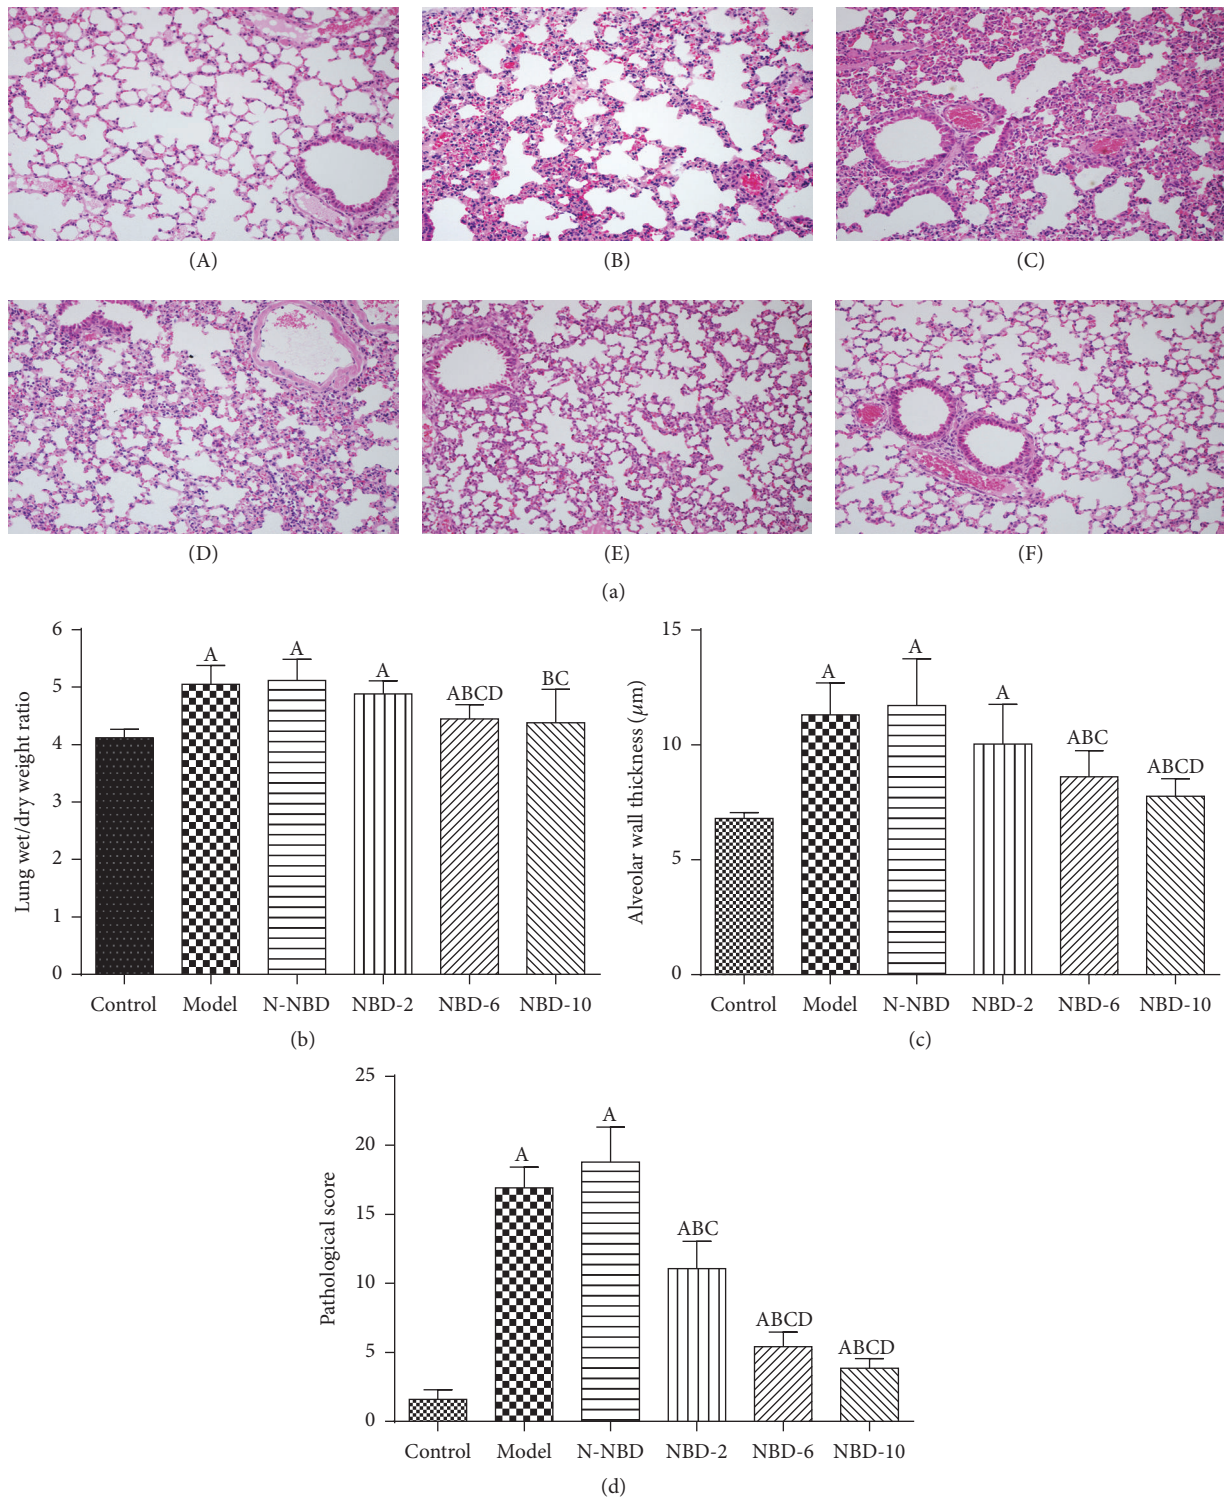 (A) (B) (C)
(D) (E) (F)
(a)
Lung wet/dry weight ratio
6
5
4
3
2
1
0
A A A ABCD BC
Control Model N-NBD NBD-2 NBD-6 NBD-10
(b)
Alveolar wall thickness (μm)
15
10
5
0
A A A ABC ABCD
Control Model N-NBD NBD-2 NBD-6 NBD-10
(c)
Pathological score
25
20
15
10
5
0
A A ABC ABCD ABCD
Control Model N-NBD NBD-2 NBD-6 NBD-10
(d)